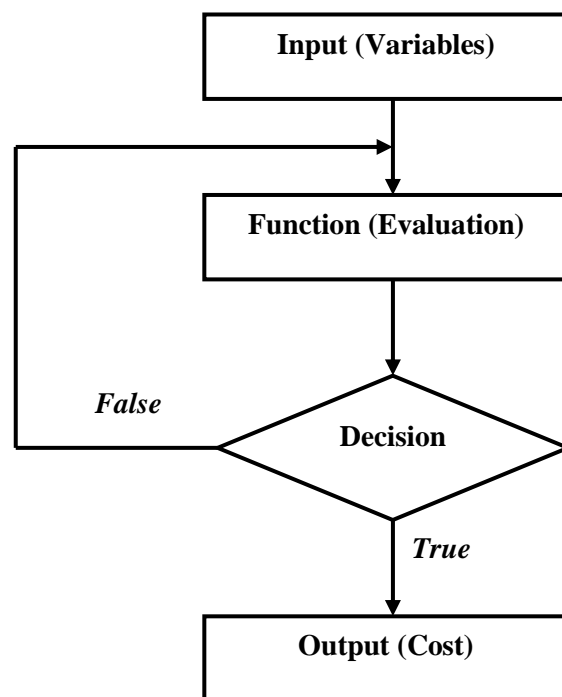 Input (Variables)
Function (Evaluation)
False
Decision
True
Output (Cost)